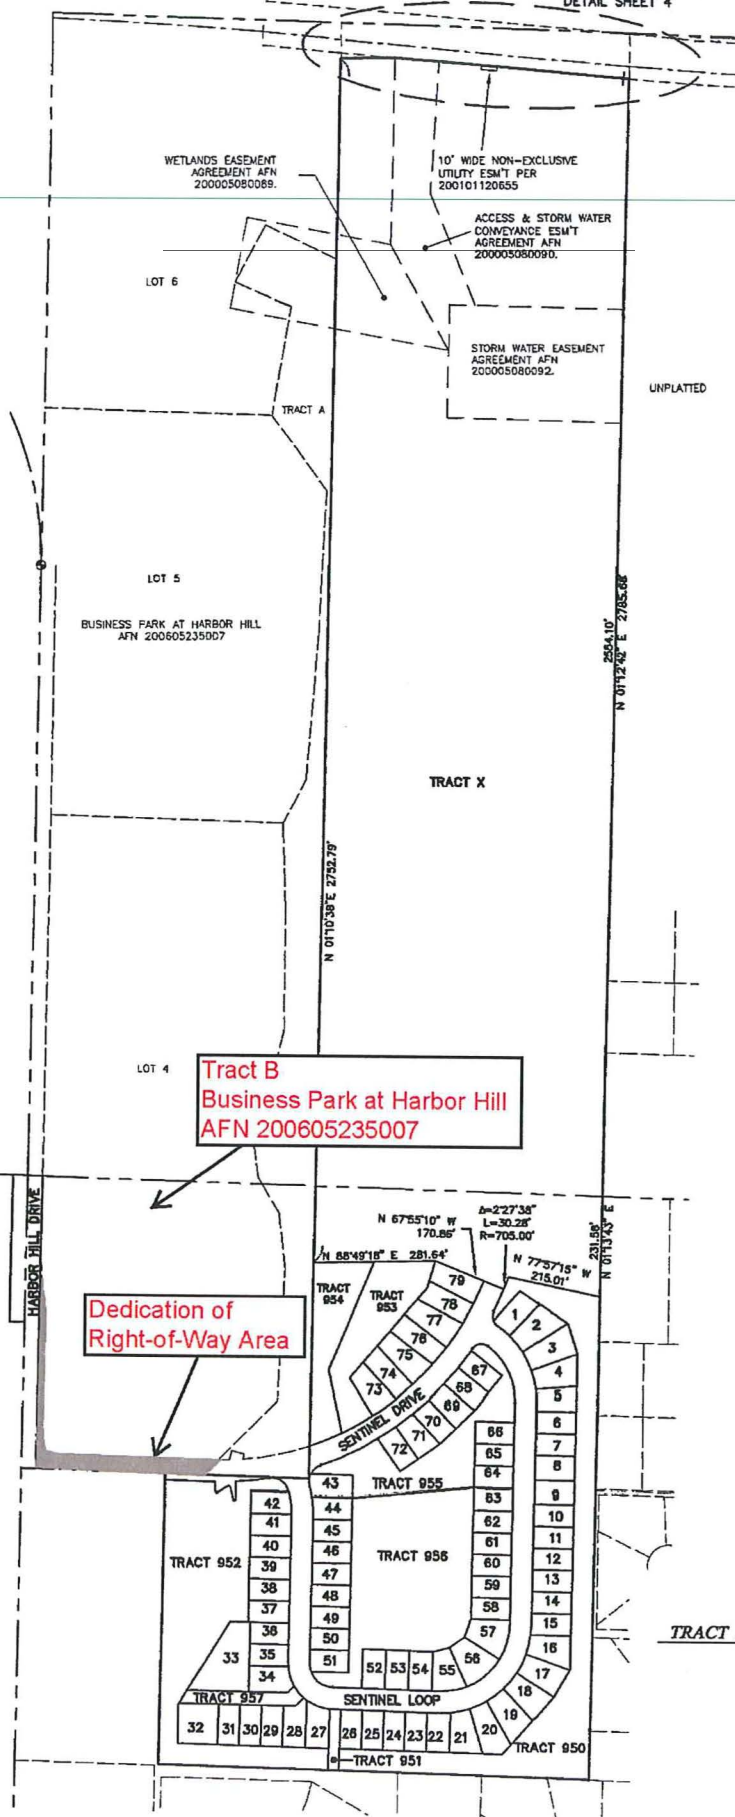 DETAIL SHEET 4
WETLANDS EASEMENT
AGREEMENT AFN
200005080089.
10' WIDE NON-EXCLUSIVE
UTILITY ESM'T PER
200101120655
ACCESS & STORM WATER
CONVEYANCE ESM'T
AGREEMENT AFN
200005080090.
LOT 6
STORM WATER EASEMENT
AGREEMENT AFN
200005080092.
UNPLATTED
TRACT A
LOT 5
BUSINESS PARK AT HARBOR HILL
AFN 200605235007
2554.10'
N 01°12'42" E 2785.68'
TRACT X
N 01°10'38"E 2752.79'
LOT 4
Tract B
Business Park at Harbor Hill
AFN 200605235007
HARBOR HILL DRIVE
N 67°55'10" W
170.86'
Δ=2°27'38"
L=30.28'
R=705.00'
N 88°49'18" E 281.64'
N 77°57'15" W
215.01'
231.58'
N 01°13'43" E
Dedication of
Right-of-Way Area
TRACT
954
TRACT
953
79
78
77
76
75
74
73
1
2
3
4
5
6
7
8
9
10
11
12
13
14
15
16
17
18
19
20
67
68
69
70
71
72
SENTINEL DRIVE
66
65
64
63
62
61
60
59
58
57
56
55
54
53
52
TRACT 955
43
44
45
46
47
48
49
50
51
42
41
40
39
38
37
36
35
34
33
TRACT 952
TRACT 956
TRACT
TRACT 957
SENTINEL LOOP
32
31
30
29
28
27
26
25
24
23
22
21
TRACT 950
TRACT 951